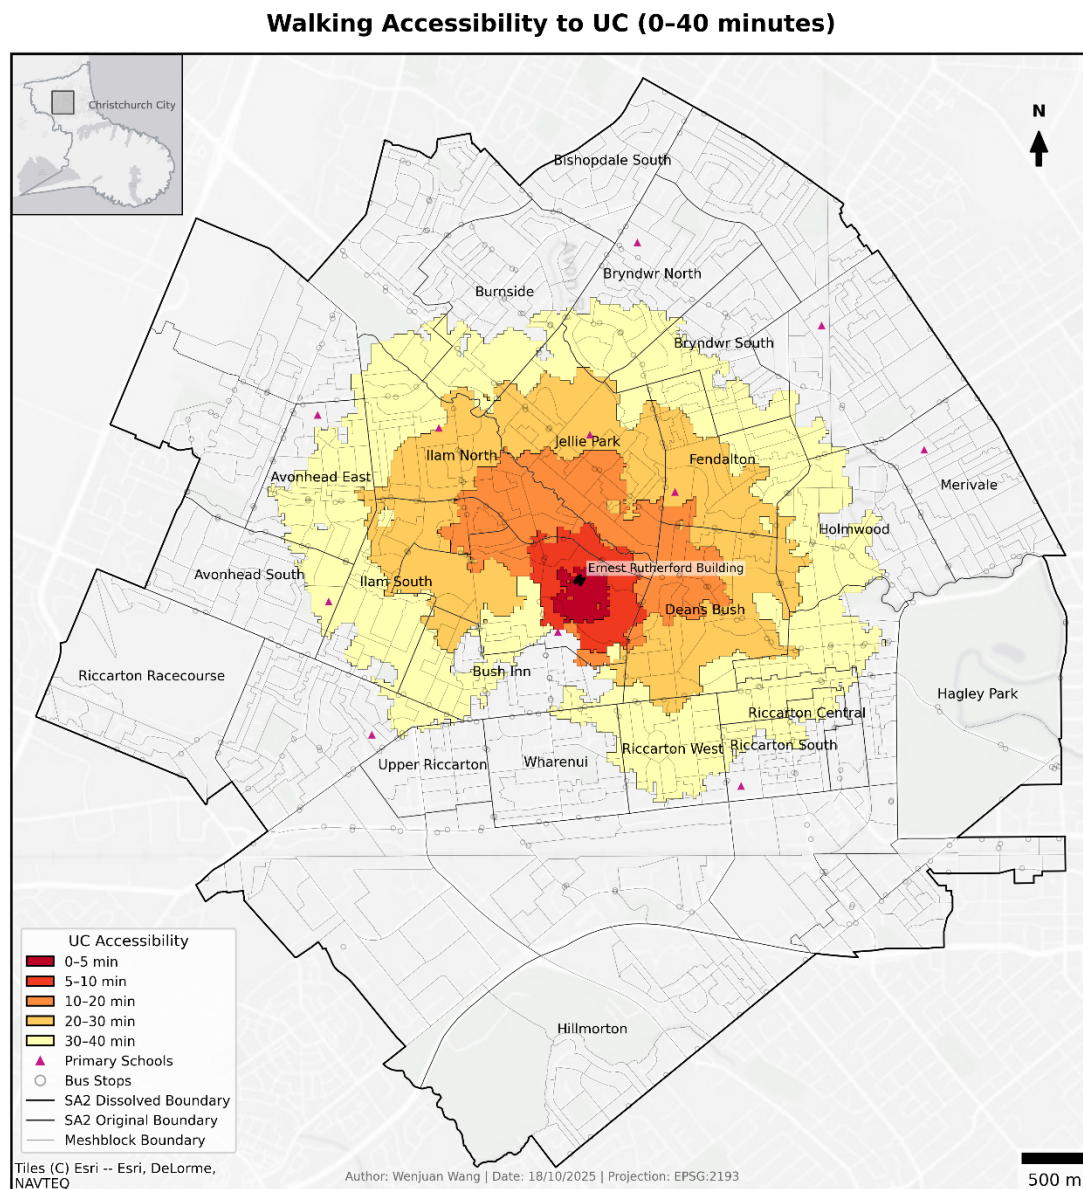 Walking Accessibility to UC (0–40 minutes)
Christchurch City
N
Bishopdale South
Bryndwr North
Burnside
Bryndwr South
Jellie Park
Ilam North
Fendalton
Avonhead East
Merivale
Holmwood
Ernest Rutherford Building
Avonhead South
Ilam South
Deans Bush
Bush Inn
Riccarton Racecourse
Hagley Park
Riccarton Central
Riccarton West
Riccarton South
Upper Riccarton
Wharenui
Hillmorton
UC Accessibility
0–5 min
5–10 min
10–20 min
20–30 min
30–40 min
Primary Schools
Bus Stops
SA2 Dissolved Boundary
SA2 Original Boundary
Meshblock Boundary
Tiles (C) Esri -- Esri, DeLorme,
NAVTEQ
Author: Wenjuan Wang | Date: 18/10/2025 | Projection: EPSG:2193
500 m